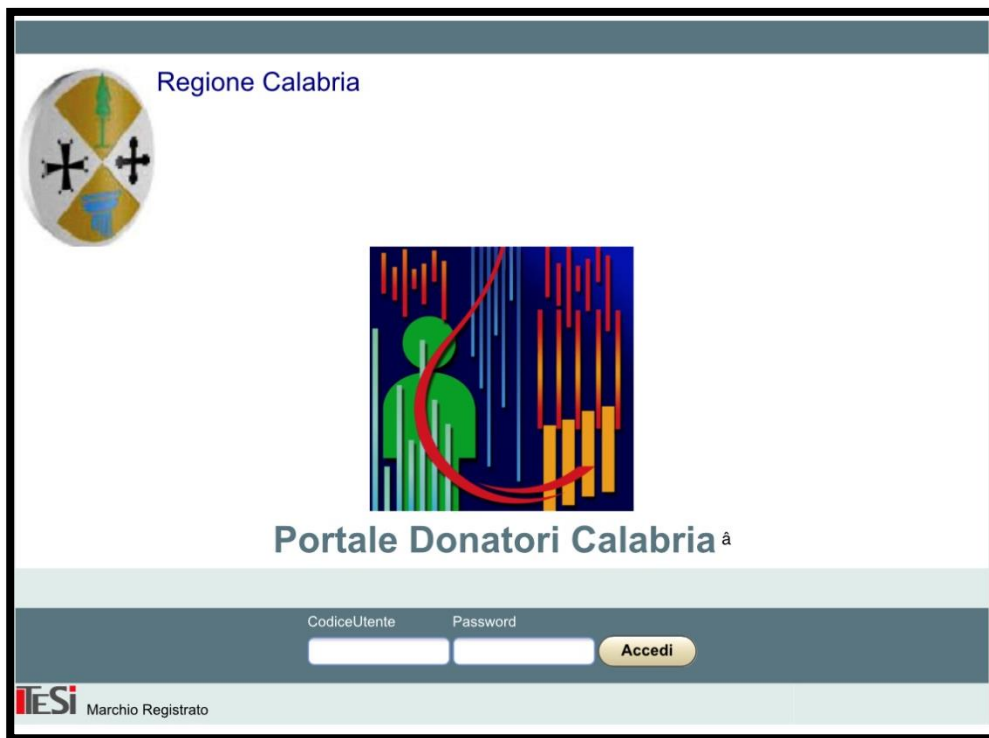 Regione Calabria
Portale Donatori Calabria â
CodiceUtente Password
Accedi
TESi Marchio Registrato